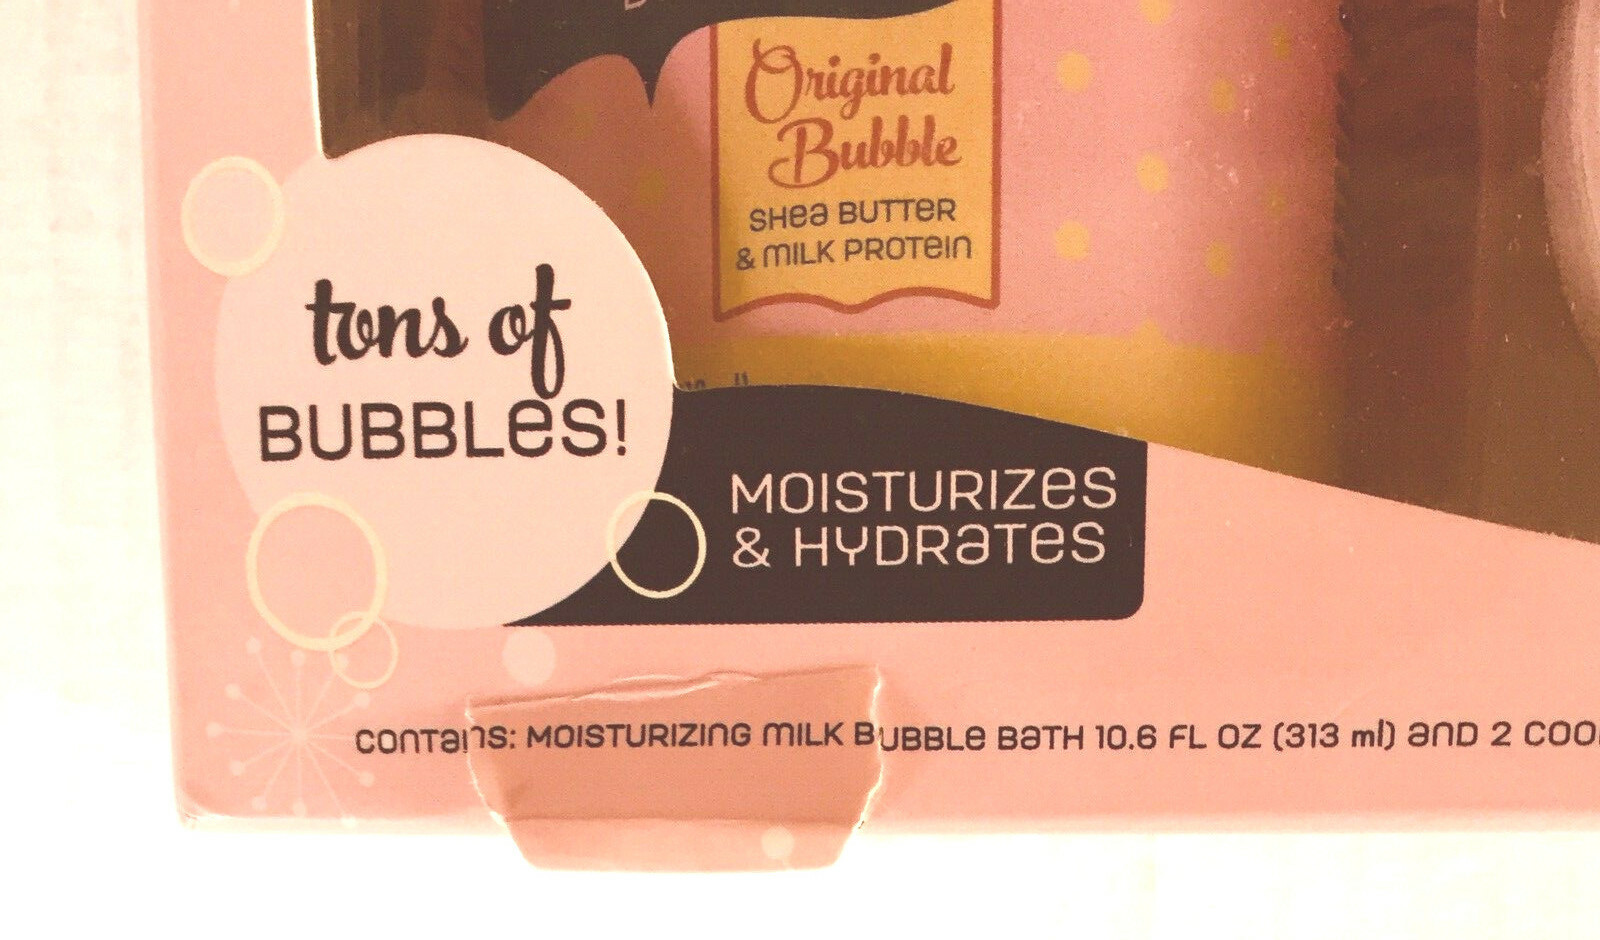 Original
Bubble
SHea BUTTER
& MILK PROTein
tons of
BUBBLeS!
MOISTURIZeS
& HYDRaTeS
conTains: MOISTURIZING MILK BUBBLe BaTH 10.6 FL OZ (313 ml) anD 2